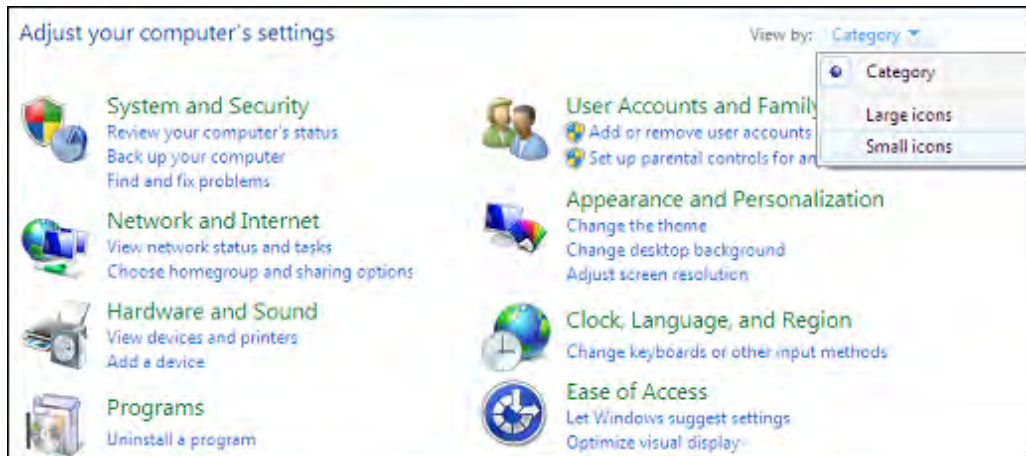 Adjust your computer's settings
View by: Category
Category
Large icons
Small icons
System and Security
Review your computer's status
Back up your computer
Find and fix problems
Network and Internet
View network status and tasks
Choose homegroup and sharing options
Hardware and Sound
View devices and printers
Add a device
Programs
Uninstall a program
User Accounts and Family
Add or remove user accounts
Set up parental controls for
Appearance and Personalization
Change the theme
Change desktop background
Adjust screen resolution
Clock, Language, and Region
Change keyboards or other input methods
Ease of Access
Let Windows suggest settings
Optimize visual display